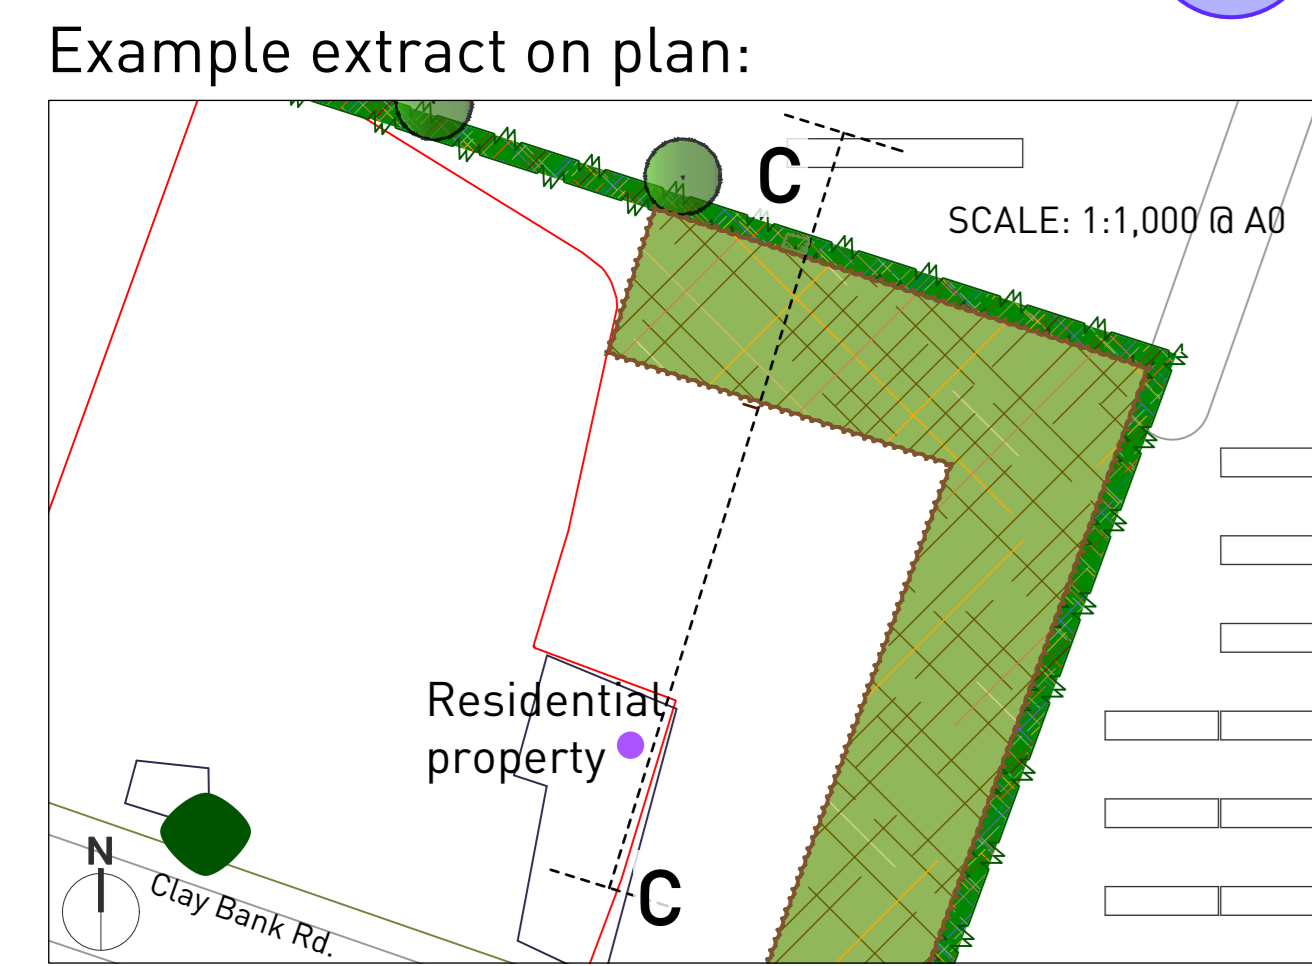 Example extract on plan:
C
SCALE: 1:1,000 @ A0
Residential
property
N
Clay Bank Rd.
C